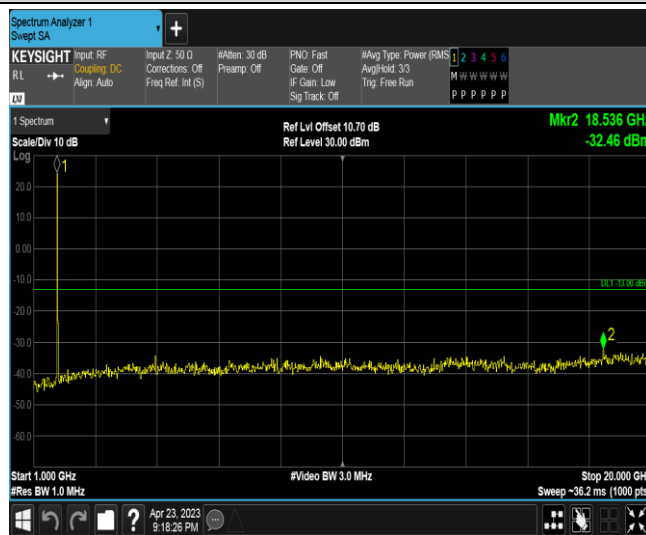 Spectrum Analyzer 1
Swept SA
+
KEYSIGHT
RL
LXI
Input: RF
Coupling: DC
Align: Auto
Input Z: 50 Ω
Corrections: Off
Freq Ref: Int (S)
#Atten: 30 dB
Preamp: Off
PNO: Fast
Gate: Off
IF Gain: Low
Sig Track: Off
#Avg Type: Power (RMS
Avg|Hold: 3/3
Trig: Free Run
1 2 3 4 5 6
M W W W W W
P P P P P P
1 Spectrum
Scale/Div 10 dB
Log
Ref Lvl Offset 10.70 dB
Ref Level 30.00 dBm
Mkr2 18.536 GHz
-32.46 dBm
1
20.0
10.0
0.00
-10.0
DL1 -13.00 dBm
-20.0
-30.0
2
-40.0
-50.0
-60.0
Start 1.000 GHz
#Video BW 3.0 MHz
Stop 20.000 GH
#Res BW 1.0 MHz
Sweep ~36.2 ms (1000 pts
?
Apr 23, 2023
9:18:26 PM